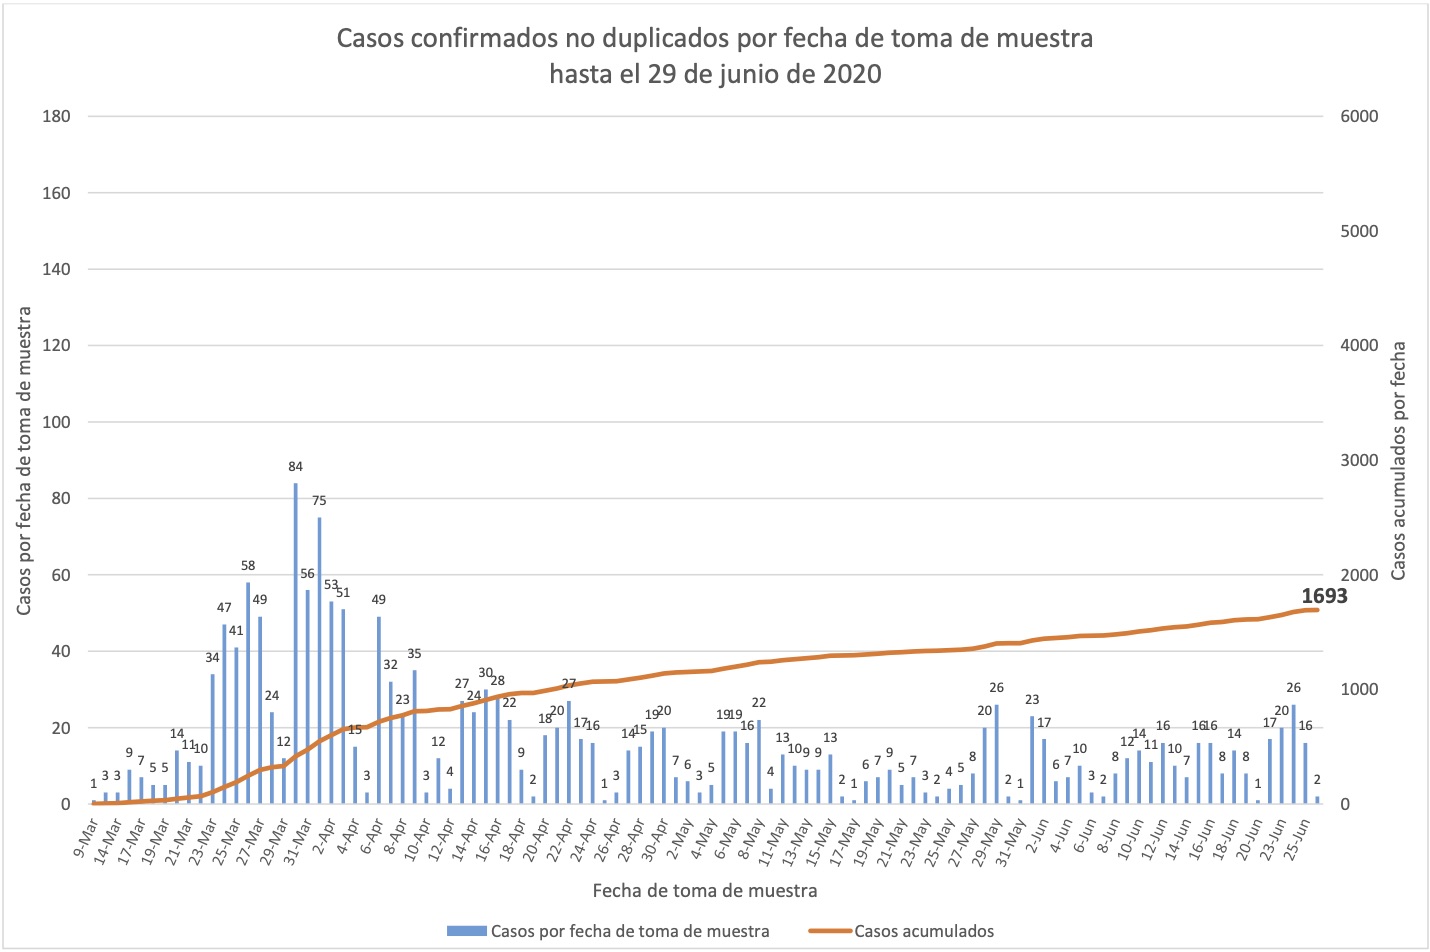 Casos confirmados no duplicados por fecha de toma de muestra
hasta el 29 de junio de 2020
180 6000
160
5000
140
120 4000
100
3000
80
60 2000
40
1000
20
0 0
Casos por fecha de toma de muestra
Casos acumulados por fecha
1 3 3 9 7 5 5 14 11 10 34 47 41 58 49 24 12 84 56 75 53 51 15 3 49 32 23 35 3 12 4 27 24 30 28 22 9 2 18 20 27 17 16 1 3 14 15 19 20 7 6 3 5 19 19 16 22 4 13 10 9 9 13 2 1 6 7 9 5 7 3 2 4 5 8 20 26 2 1 23 17 6 7 10 3 2 8 12 14 11 16 10 7 16 16 8 14 8 1 17 20 26 16 2
1693
9-Mar 14-Mar 17-Mar 19-Mar 21-Mar 23-Mar 25-Mar 27-Mar 29-Mar 31-Mar 2-Apr 4-Apr 6-Apr 8-Apr 10-Apr 12-Apr 14-Apr 16-Apr 18-Apr 20-Apr 22-Apr 24-Apr 26-Apr 28-Apr 30-Apr 2-May 4-May 6-May 8-May 11-May 13-May 15-May 17-May 19-May 21-May 23-May 25-May 27-May 29-May 31-May 2-Jun 4-Jun 6-Jun 8-Jun 10-Jun 12-Jun 14-Jun 16-Jun 18-Jun 20-Jun 23-Jun 25-Jun
Fecha de toma de muestra
Casos por fecha de toma de muestra Casos acumulados